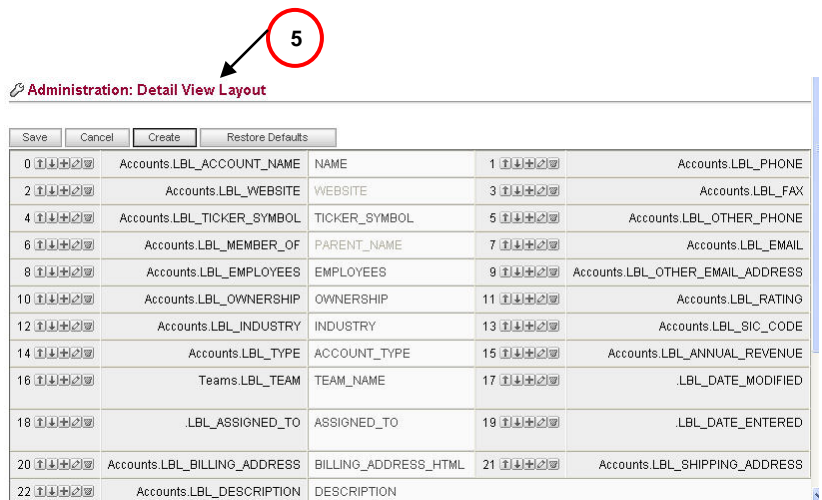 5
Administration: Detail View Layout
Save Cancel Create Restore Defaults
0 Accounts.LBL_ACCOUNT_NAME NAME 1 Accounts.LBL_PHONE
2 Accounts.LBL_WEBSITE WEBSITE 3 Accounts.LBL_FAX
4 Accounts.LBL_TICKER_SYMBOL TICKER_SYMBOL 5 Accounts.LBL_OTHER_PHONE
6 Accounts.LBL_MEMBER_OF PARENT_NAME 7 Accounts.LBL_EMAIL
8 Accounts.LBL_EMPLOYEES EMPLOYEES 9 Accounts.LBL_OTHER_EMAIL_ADDRESS
10 Accounts.LBL_OWNERSHIP OWNERSHIP 11 Accounts.LBL_RATING
12 Accounts.LBL_INDUSTRY INDUSTRY 13 Accounts.LBL_SIC_CODE
14 Accounts.LBL_TYPE ACCOUNT_TYPE 15 Accounts.LBL_ANNUAL_REVENUE
16 Teams.LBL_TEAM TEAM_NAME 17 .LBL_DATE_MODIFIED
18 .LBL_ASSIGNED_TO ASSIGNED_TO 19 .LBL_DATE_ENTERED
20 Accounts.LBL_BILLING_ADDRESS BILLING_ADDRESS_HTML 21 Accounts.LBL_SHIPPING_ADDRESS
22 Accounts.LBL_DESCRIPTION DESCRIPTION